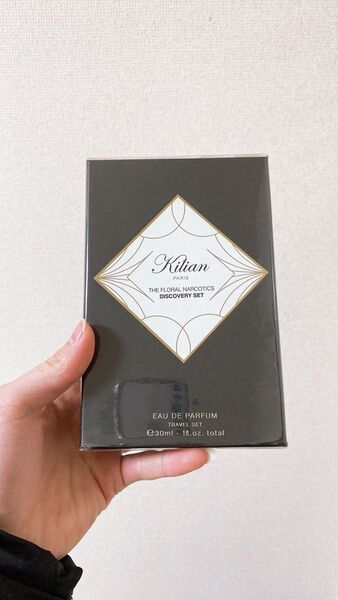 Kilian
PARIS
THE FLORAL NARCOTICS
DISCOVERY SET
EAU DE PARFUM
TRAVEL SET
℮30ml - 1fl.oz. total